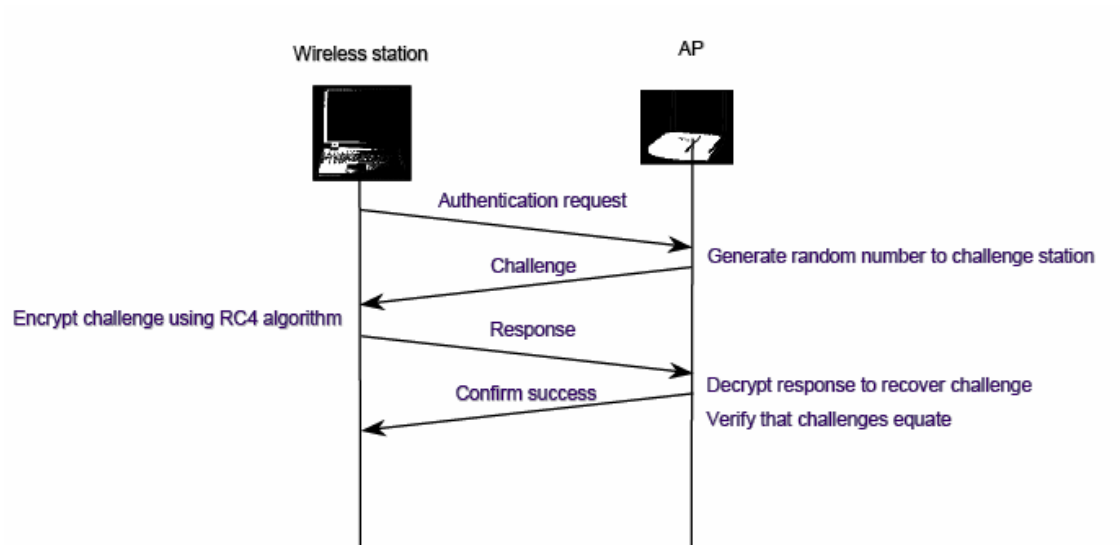 Wireless station
AP
Authentication request
Generate random number to challenge station
Challenge
Encrypt challenge using RC4 algorithm
Response
Decrypt response to recover challenge
Confirm success
Verify that challenges equate